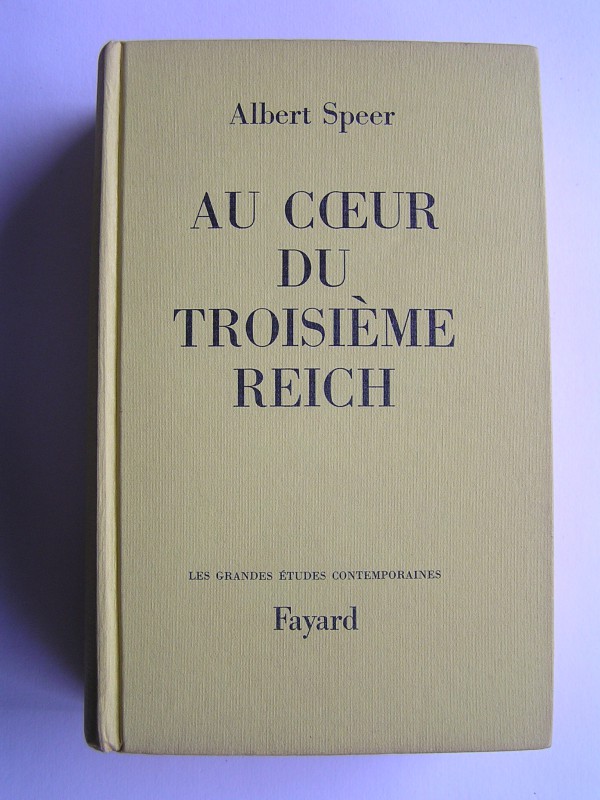 Albert Speer
AU CŒUR
DU
TROISIÈME
REICH
LES GRANDES ÉTUDES CONTEMPORAINES
Fayard